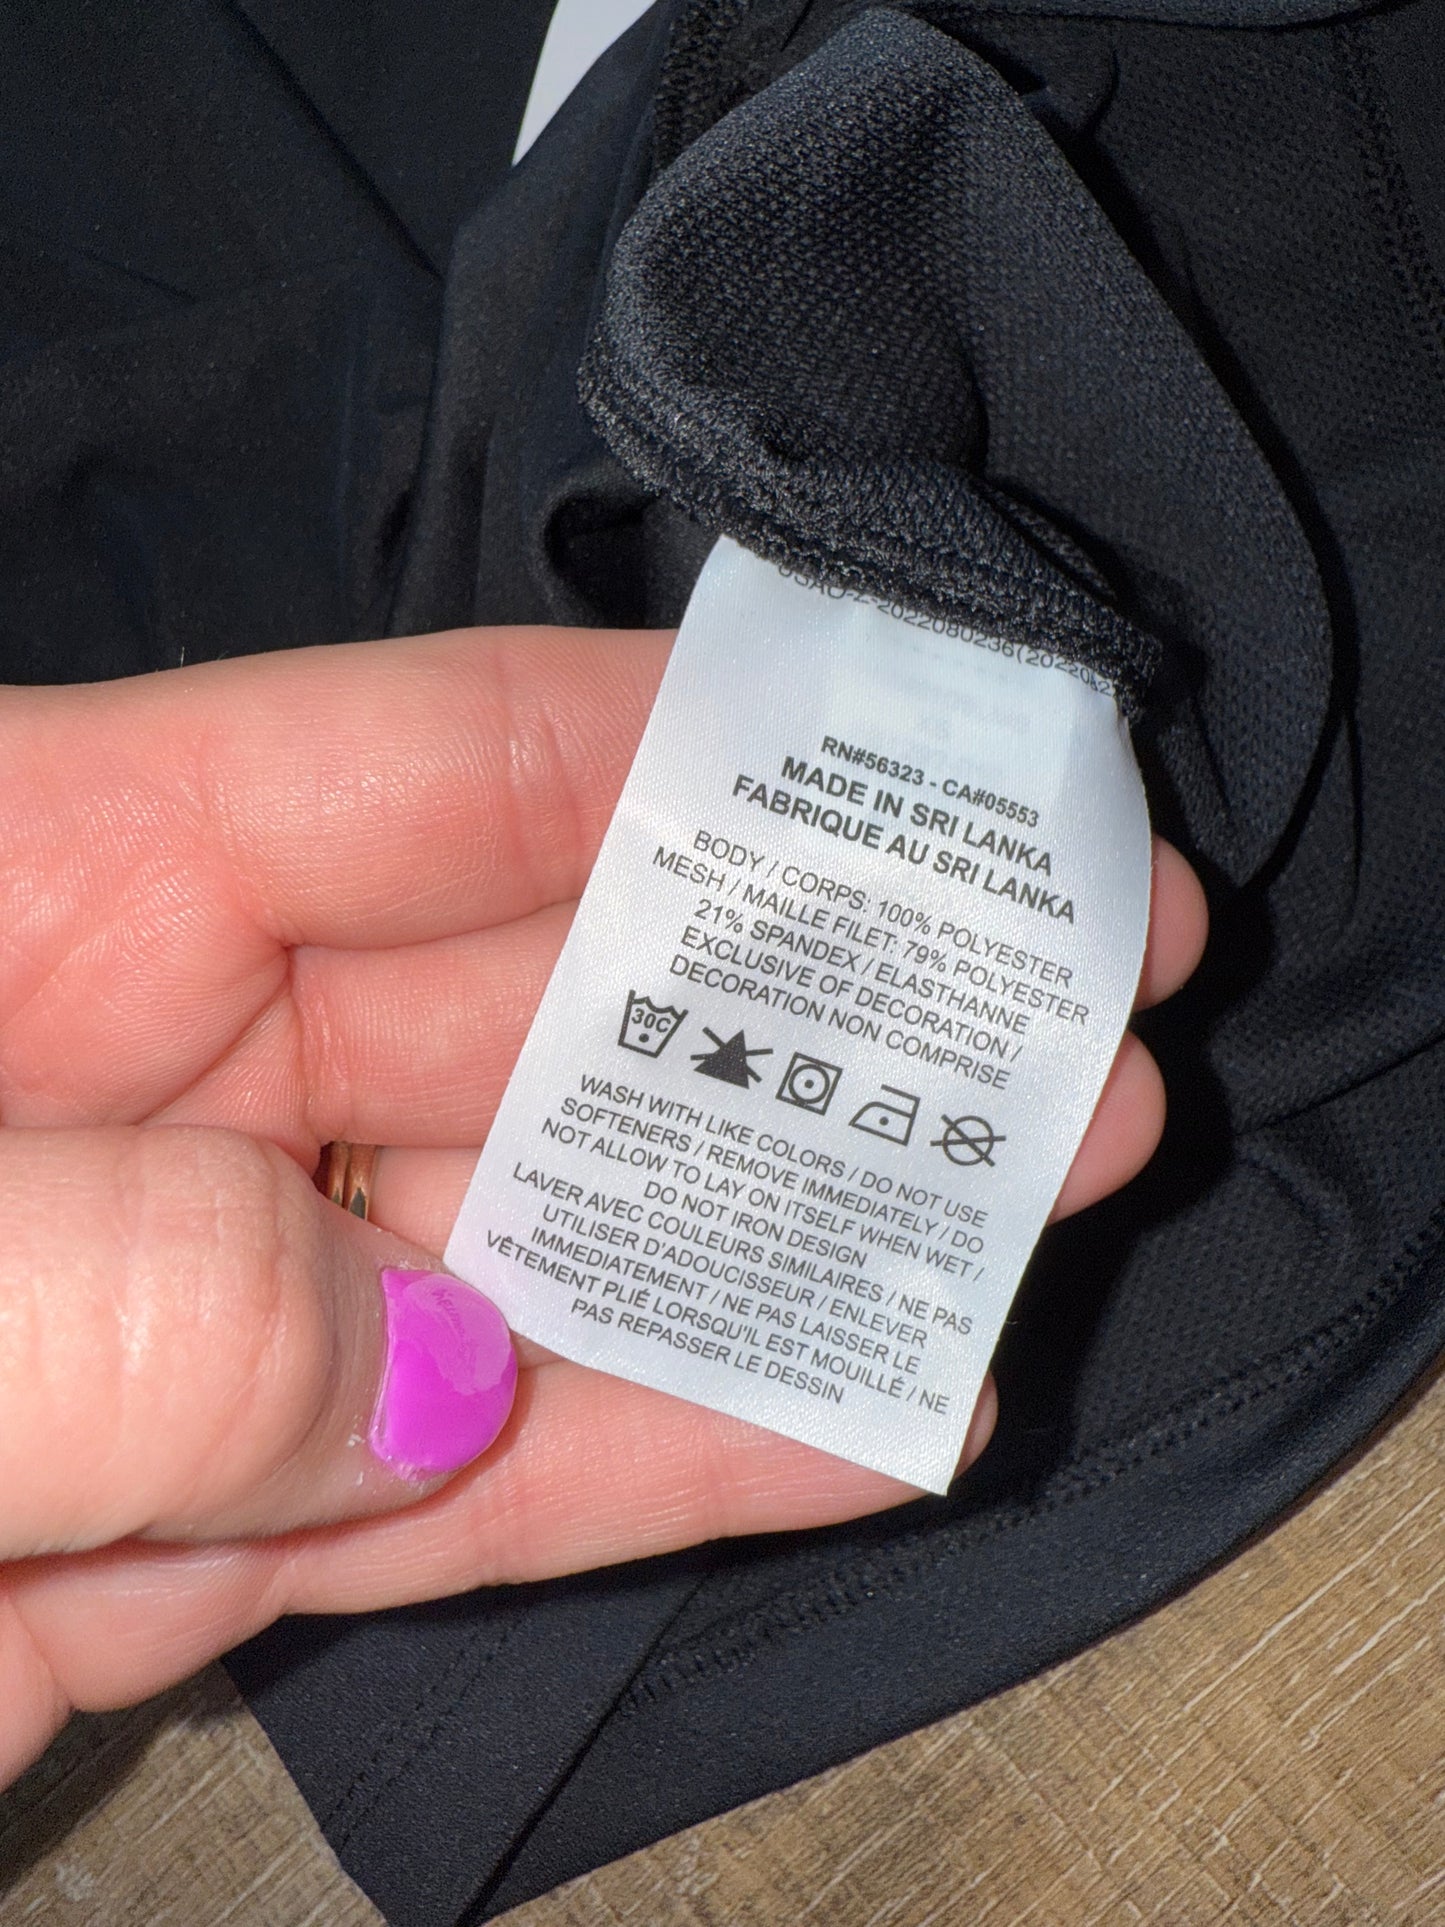 RN#56323 - CA#05553
MADE IN SRI LANKA
FABRIQUE AU SRI LANKA
BODY / CORPS: 100% POLYESTER
MESH / MAILLE FILET: 79% POLYESTER
21% SPANDEX / ELASTHANNE
EXCLUSIVE OF DECORATION /
DECORATION NON COMPRISE
30C
WASH WITH LIKE COLORS / DO NOT USE
SOFTENERS / REMOVE IMMEDIATELY / DO
NOT ALLOW TO LAY ON ITSELF WHEN WET /
DO NOT IRON DESIGN
LAVER AVEC COULEURS SIMILAIRES / NE PAS
UTILISER D'ADOUCISSEUR / ENLEVER
IMMEDIATEMENT / NE PAS LAISSER LE
VÊTEMENT PLIÉ LORSQU'IL EST MOUILLÉ / NE
PAS REPASSER LE DESSIN